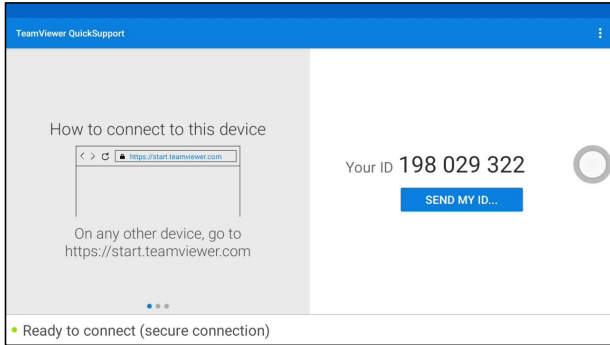 TeamViewer QuickSupport
How to connect to this device
https://start.teamviewer.com
On any other device, go to
https://start.teamviewer.com
Your ID 198 029 322
SEND MY ID...
Ready to connect (secure connection)